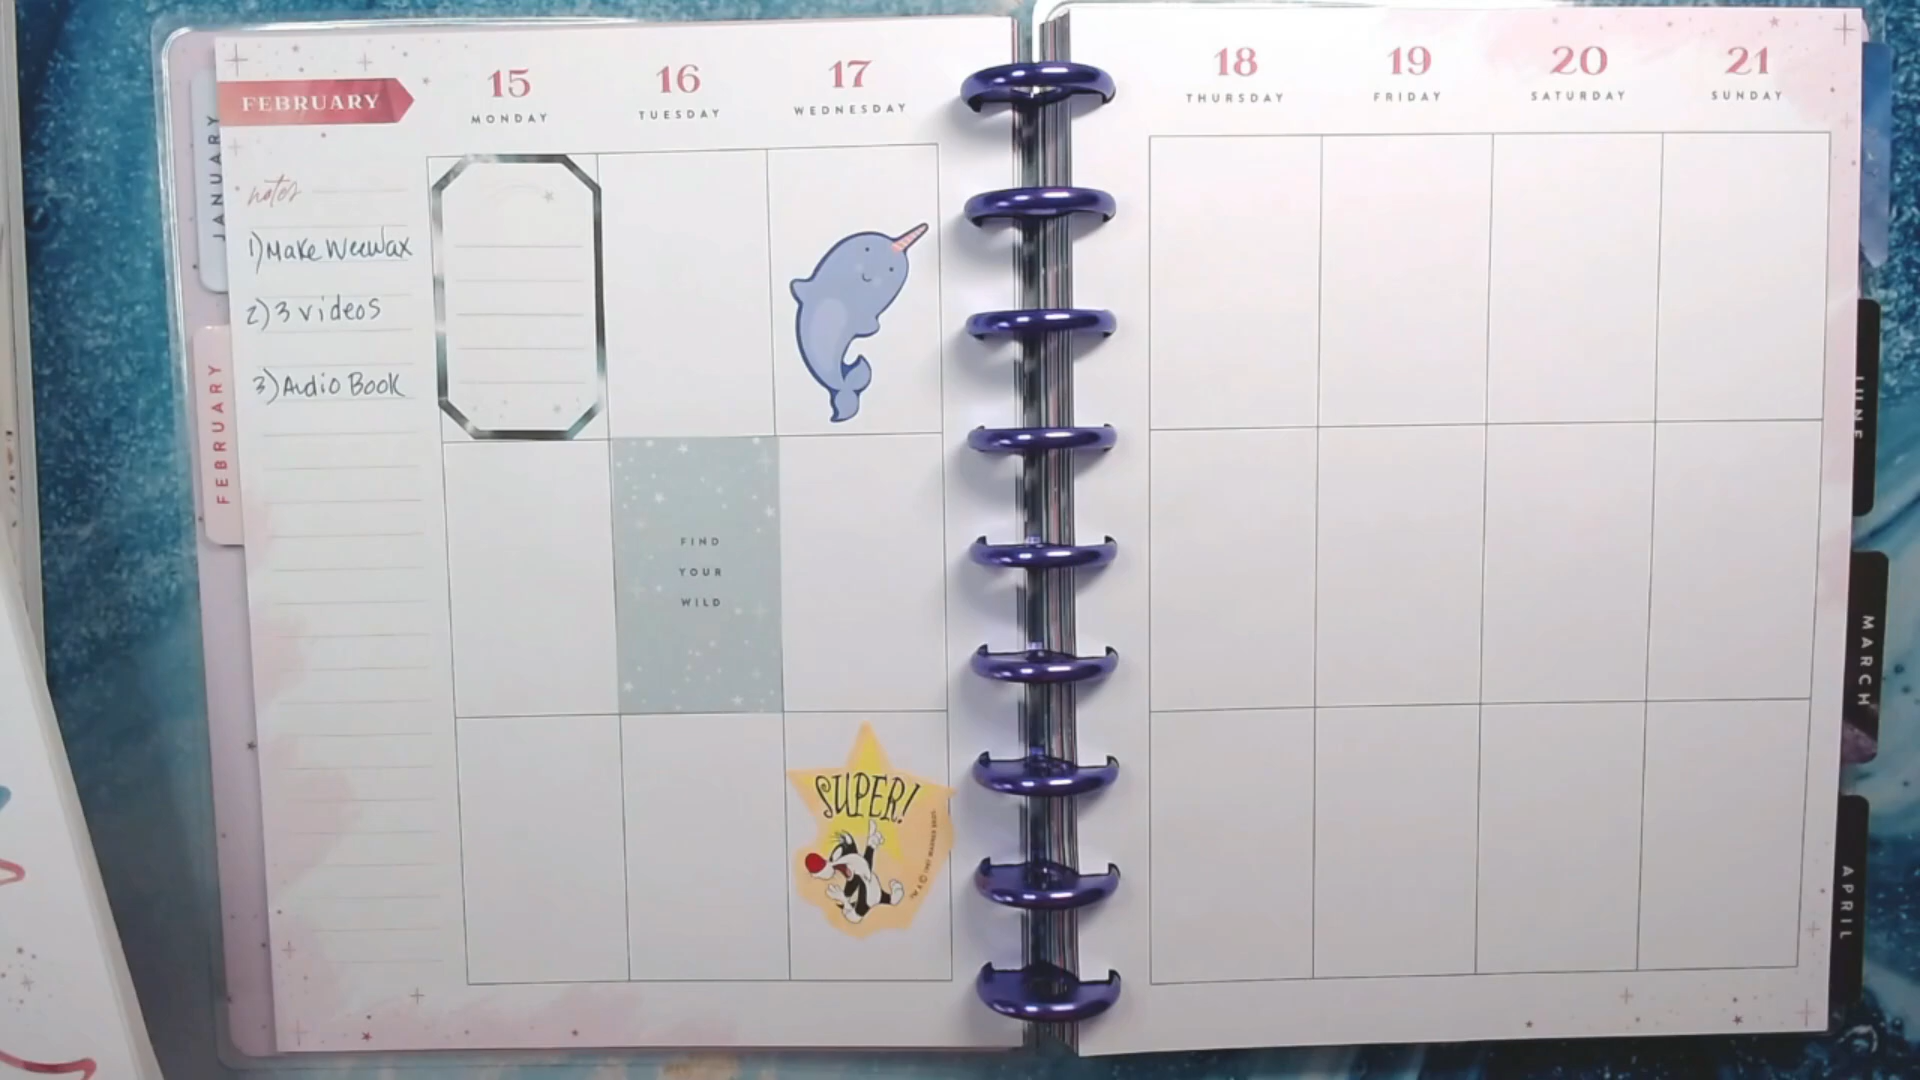 FEBRUARY
15 16 17 18 19 20 21
MONDAY TUESDAY WEDNESDAY THURSDAY FRIDAY SATURDAY SUNDAY
notes
1) Make WeeWax
2) 3 videos
3) Audio Book
FIND
YOUR
WILD
SUPER!
JANUARY
FEBRUARY
JUNE
MARCH
APRIL